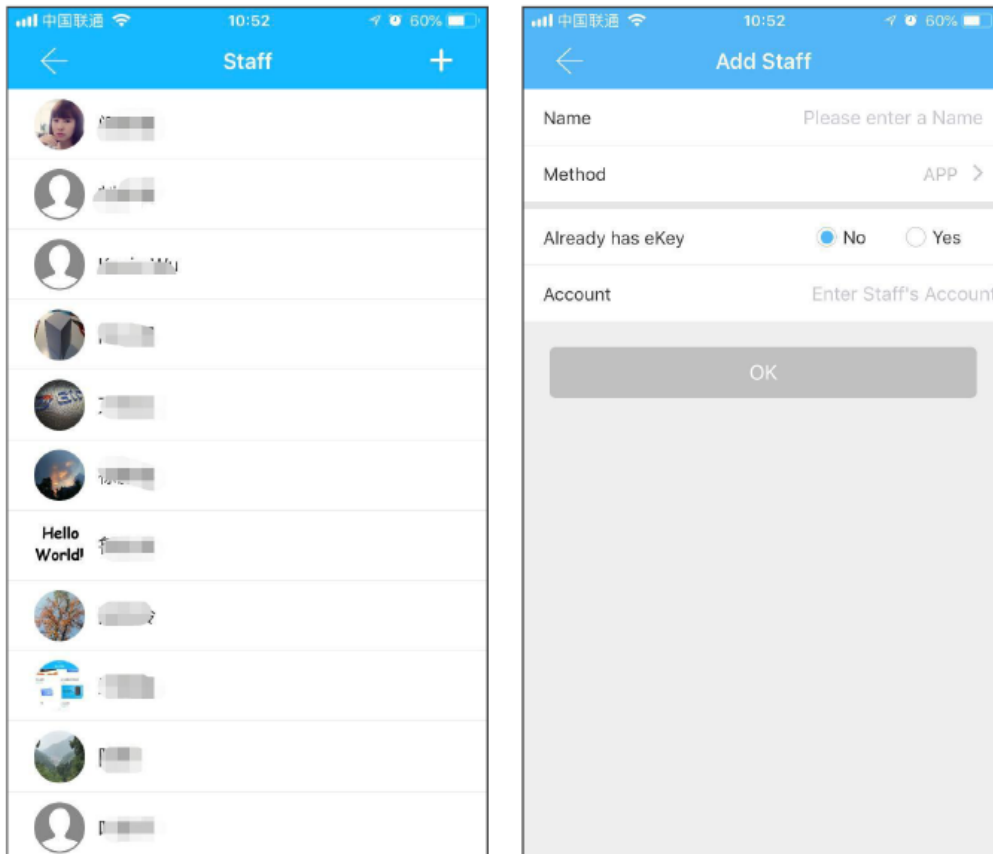 中国联通 10:52 60%
Staff
Hello
World!
中国联通 10:52 60%
Add Staff
Name Please enter a Name
Method APP
Already has eKey No Yes
Account Enter Staff's Account
OK